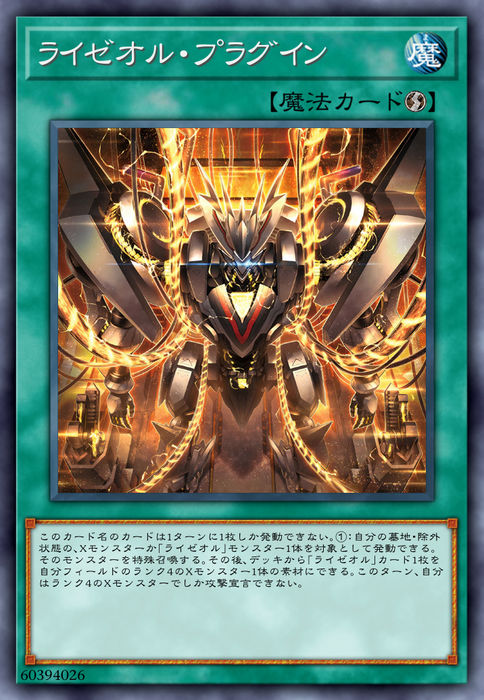 ライゼオル・プラグイン
魔
【魔法カード】
このカード名のカードは1ターンに1枚しか発動できない。①:自分の墓地・除外
状態の、Xモンスターか「ライゼオル」モンスター1体を対象として発動できる。
そのモンスターを特殊召喚する。その後、デッキから「ライゼオル」カード1枚を
自分フィールドのランク4のXモンスター1体の素材にできる。このターン、自分
はランク4のXモンスターでしか攻撃宣言できない。
60394026